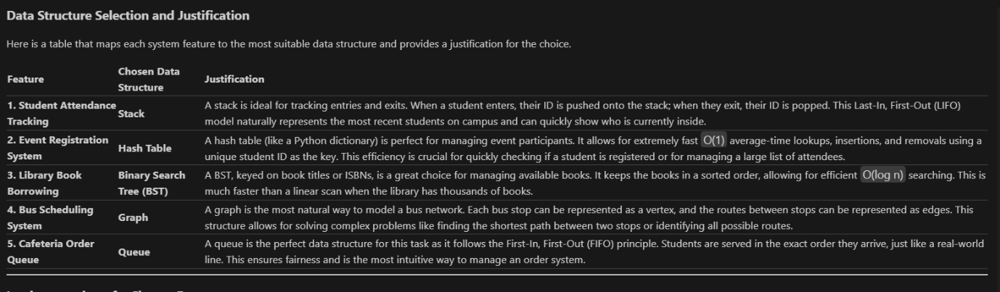 Data Structure Selection and Justification
Here is a table that maps each system feature to the most suitable data structure and provides a justification for the choice.
Feature
Chosen Data
Structure
Justification
1. Student Attendance
Tracking
Stack
A stack is ideal for tracking entries and exits. When a student enters, their ID is pushed onto the stack; when they exit, their ID is popped. This Last-In, First-Out (LIFO)
model naturally represents the most recent students on campus and can quickly show who is currently inside.
2. Event Registration
System
Hash Table
A hash table (like a Python dictionary) is perfect for managing event participants. It allows for extremely fast O(1) average-time lookups, insertions, and removals using a
unique student ID as the key. This efficiency is crucial for quickly checking if a student is registered or for managing a large list of attendees.
3. Library Book
Borrowing
Binary Search
Tree (BST)
A BST, keyed on book titles or ISBNs, is a great choice for managing available books. It keeps the books in a sorted order, allowing for efficient O(log n) searching. This is
much faster than a linear scan when the library has thousands of books.
4. Bus Scheduling
System
Graph
A graph is the most natural way to model a bus network. Each bus stop can be represented as a vertex, and the routes between stops can be represented as edges. This
structure allows for solving complex problems like finding the shortest path between two stops or identifying all possible routes.
5. Cafeteria Order
Queue
Queue
A queue is the perfect data structure for this task as it follows the First-In, First-Out (FIFO) principle. Students are served in the exact order they arrive, just like a real-world
line. This ensures fairness and is the most intuitive way to manage an order system.